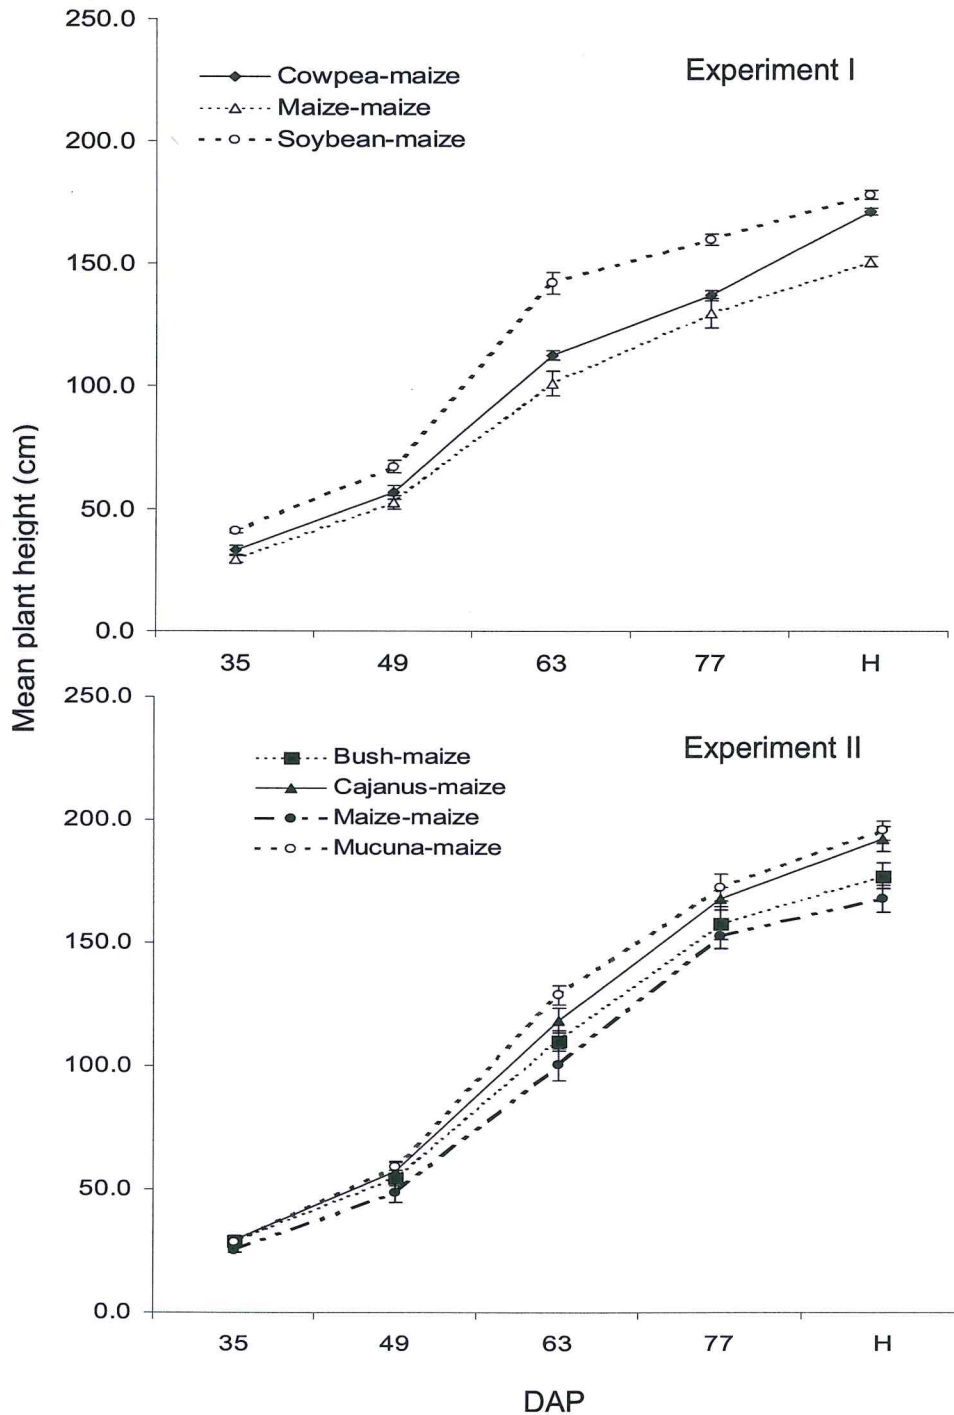 250.0
Cowpea-maize
Experiment I
Maize-maize
200.0
Soybean-maize
150.0
100.0
50.0
0.0
35 49 63 77 H
Mean plant height (cm)
250.0
Bush-maize
Experiment II
Cajanus-maize
200.0
Maize-maize
Mucuna-maize
150.0
100.0
50.0
0.0
35 49 63 77 H
DAP